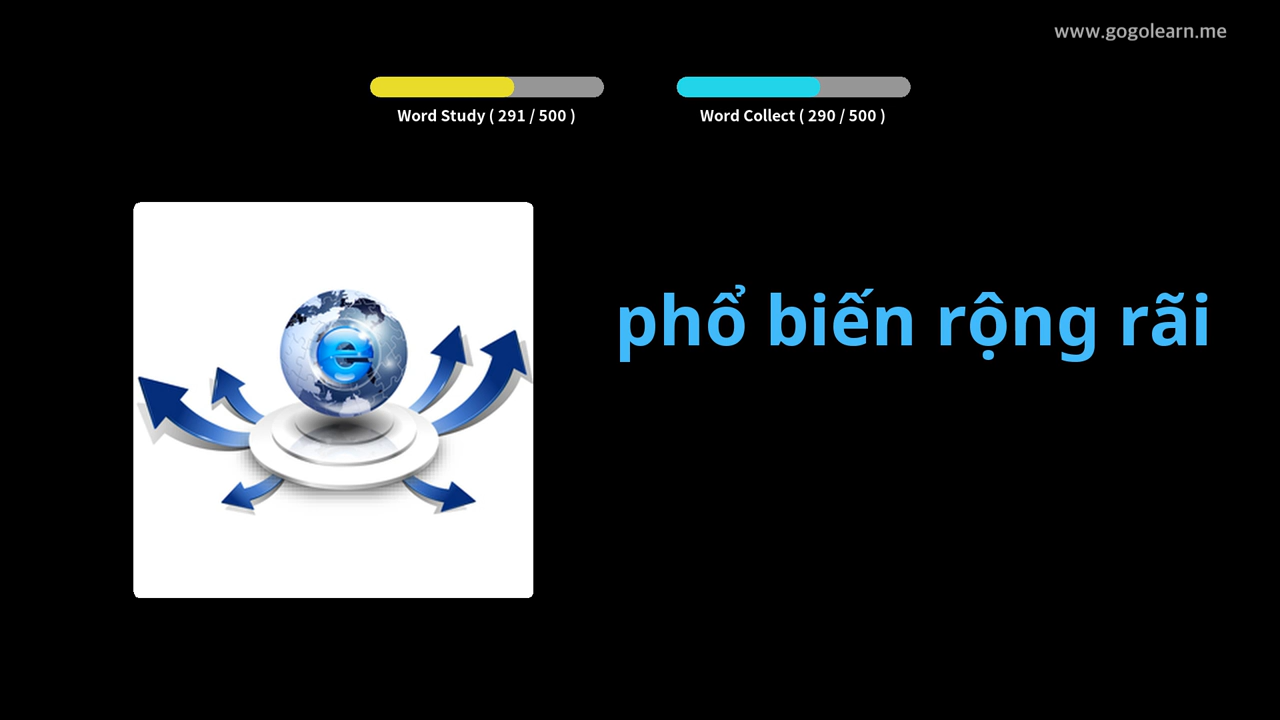 www.gogolearn.me
Word Study ( 291 / 500 )
Word Collect ( 290 / 500 )
e
phổ biến rộng rãi